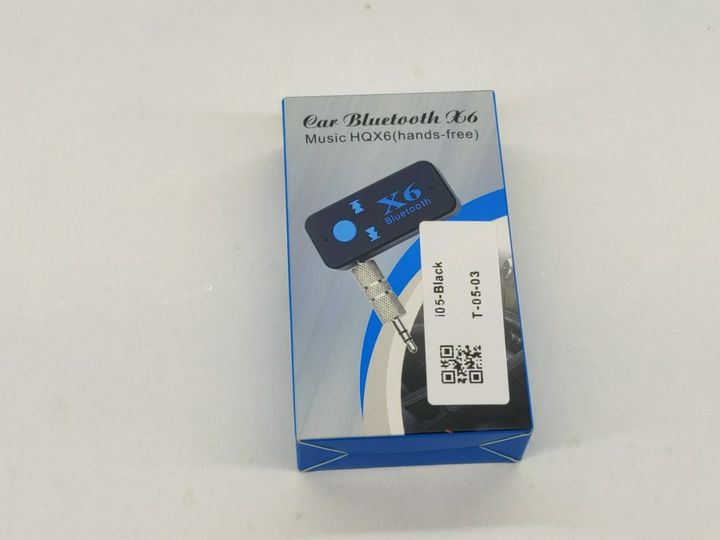 Car Bluetooth X6
Music HQX6(hands-free)
X6
Bluetooth
i05-Black
T-05-03